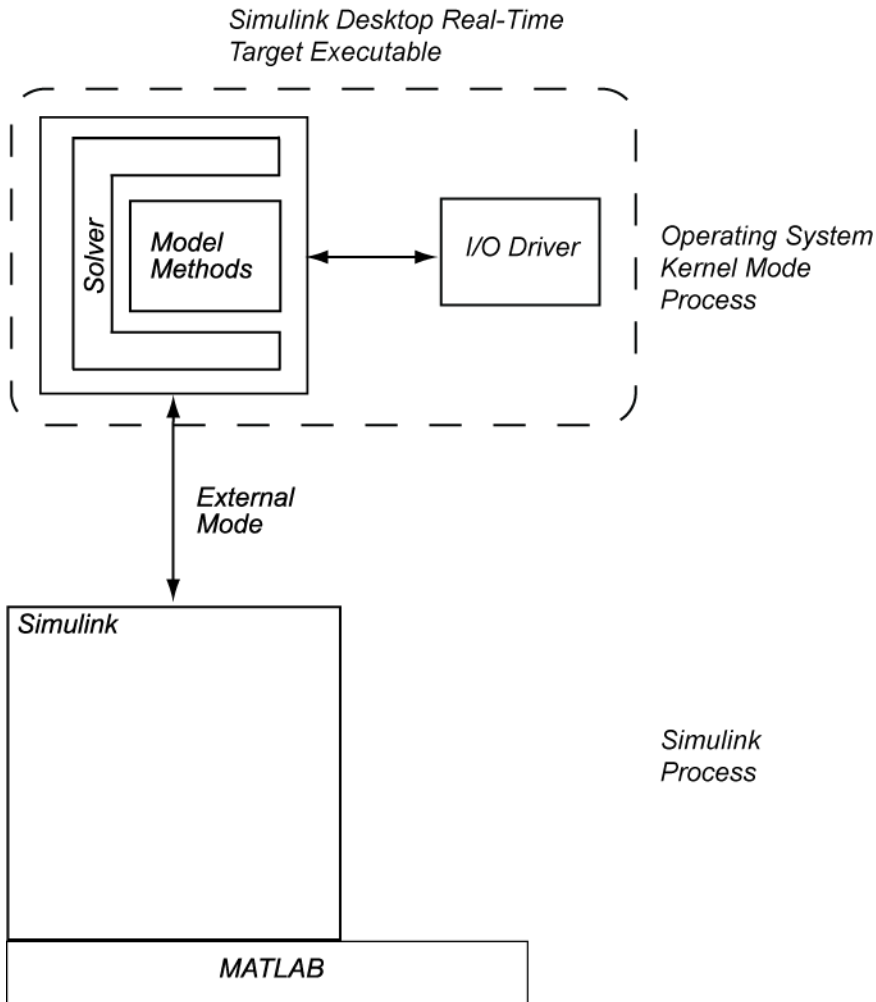 Simulink Desktop Real-Time
Target Executable
Solver
Model
Methods
I/O Driver
Operating System
Kernel Mode
Process
External
Mode
Simulink
Simulink
Process
MATLAB